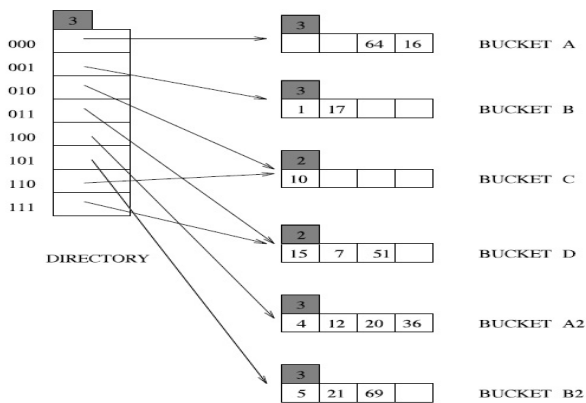 3
000
001
010
011
100
101
110
111
DIRECTORY
3
64 16 BUCKET A
3
1 17 BUCKET B
2
10 BUCKET C
2
15 7 51 BUCKET D
3
4 12 20 36 BUCKET A2
3
5 21 69 BUCKET B2